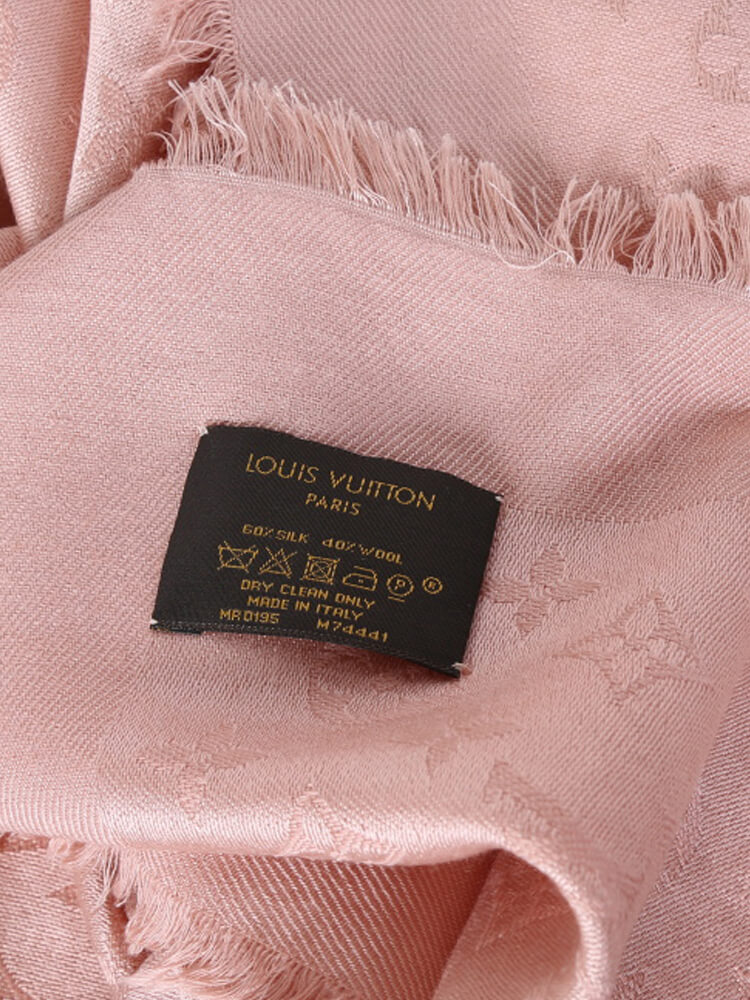 LOUIS VUITTON
PARIS
60% SILK 40% WOOL
P R
DRY CLEAN ONLY
MADE IN ITALY
MR0195 M74441